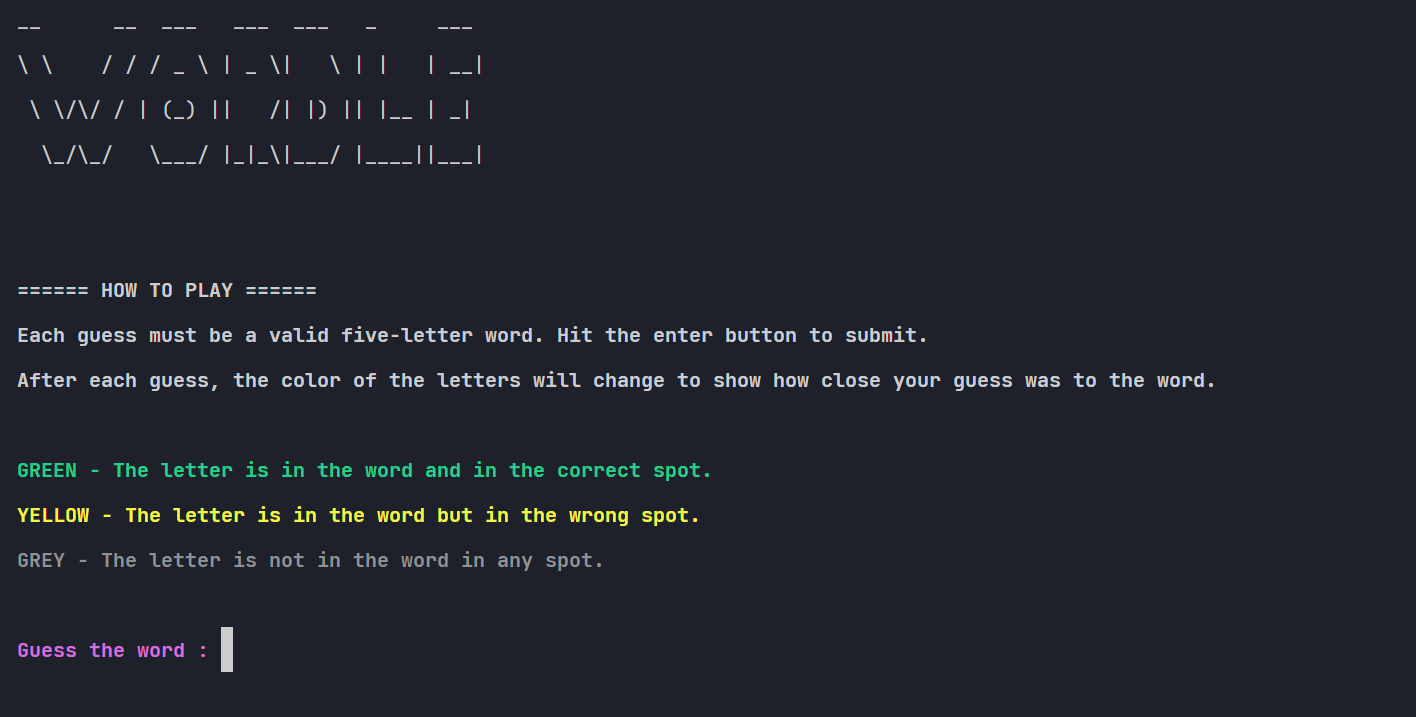 __      __  ___   ___  ___   _     ___
\ \    / / / _ \ | _ \|   \ | |   | __|
 \ \/\/ / | (_) ||   /| |) || |__ | _|
  \_/\_/   \___/ |_|_\|___/ |____||___|
====== HOW TO PLAY ======
Each guess must be a valid five-letter word. Hit the enter button to submit.
After each guess, the color of the letters will change to show how close your guess was to the word.
GREEN - The letter is in the word and in the correct spot.
YELLOW - The letter is in the word but in the wrong spot.
GREY - The letter is not in the word in any spot.
Guess the word :